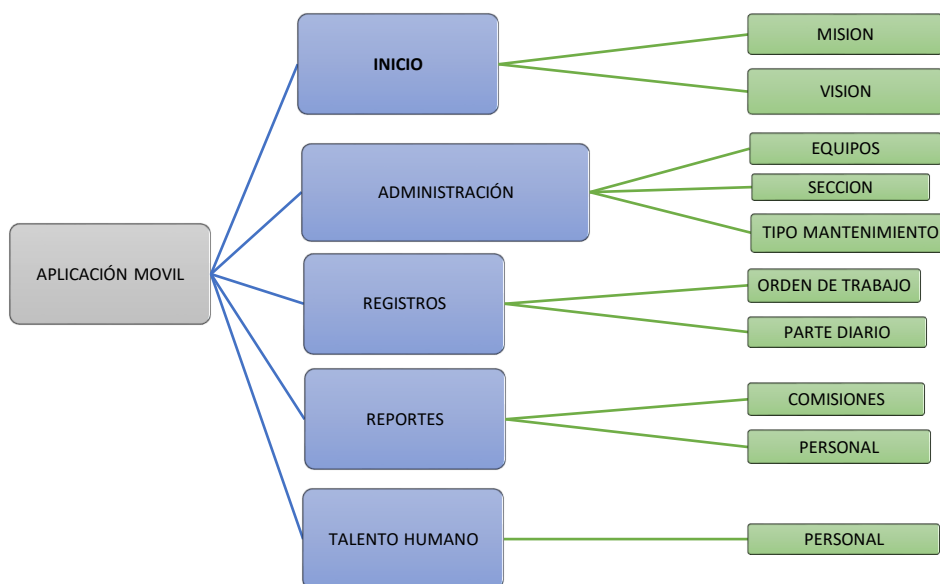 APLICACIÓN MOVIL
INICIO
MISION
VISION
ADMINISTRACIÓN
EQUIPOS
SECCION
TIPO MANTENIMIENTO
REGISTROS
ORDEN DE TRABAJO
PARTE DIARIO
REPORTES
COMISIONES
PERSONAL
TALENTO HUMANO
PERSONAL